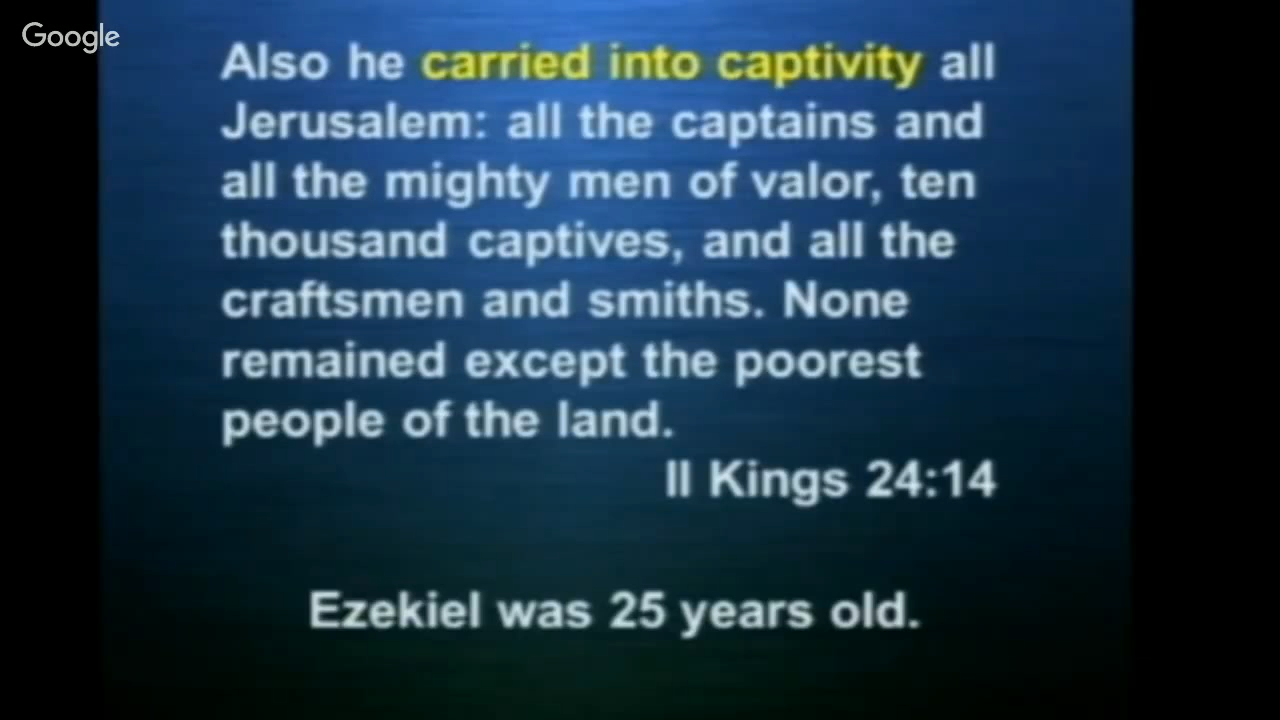 Google
Also he carried into captivity all
Jerusalem: all the captains and
all the mighty men of valor, ten
thousand captives, and all the
craftsmen and smiths. None
remained except the poorest
people of the land.
II Kings 24:14
Ezekiel was 25 years old.